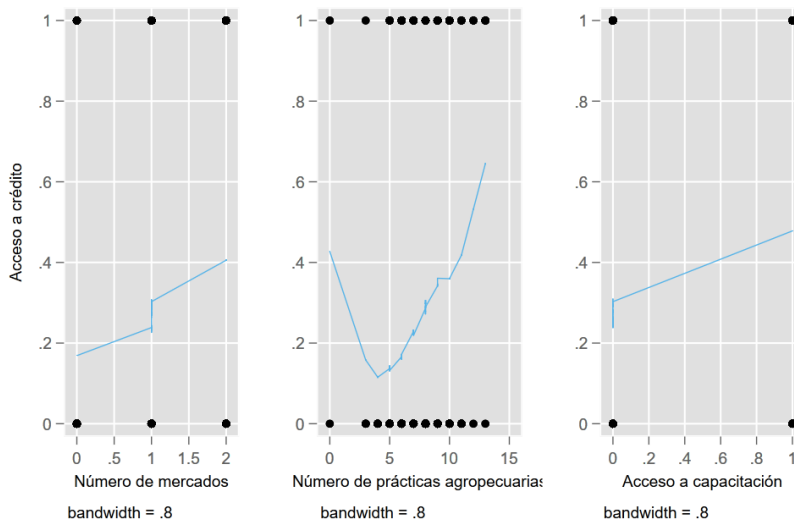 Acceso a crédito
1
.8
.6
.4
.2
0
0 .5 1 1.5 2
Número de mercados
bandwidth = .8
1
.8
.6
.4
.2
0
0 5 10 15
Número de prácticas agropecuarias
bandwidth = .8
1
.8
.6
.4
.2
0
0 .2 .4 .6 .8 1
Acceso a capacitación
bandwidth = .8